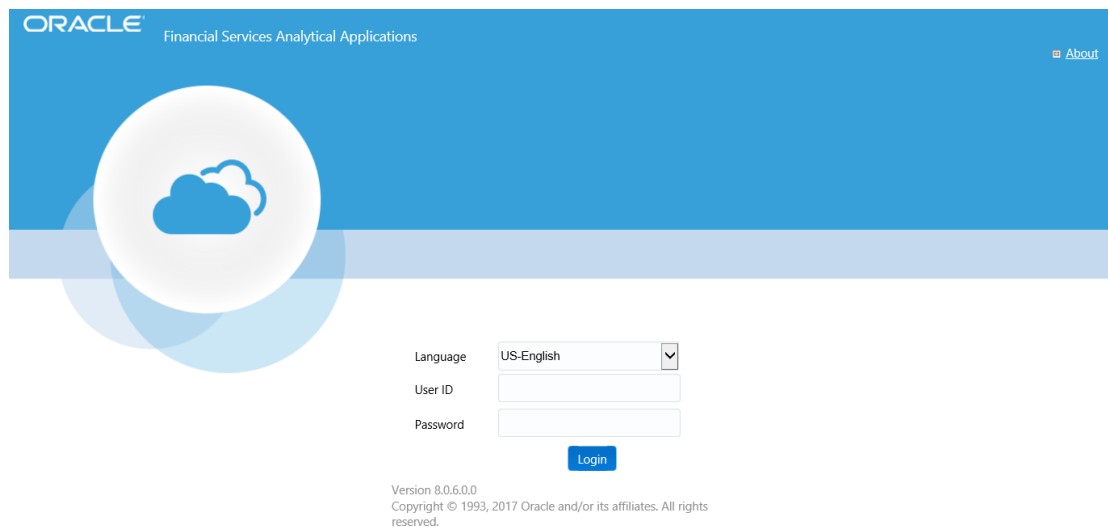 ORACLE
Financial Services Analytical Applications
About
Language
US-English
User ID
Password
Login
Version 8.0.6.0.0
Copyright © 1993, 2017 Oracle and/or its affiliates. All rights
reserved.